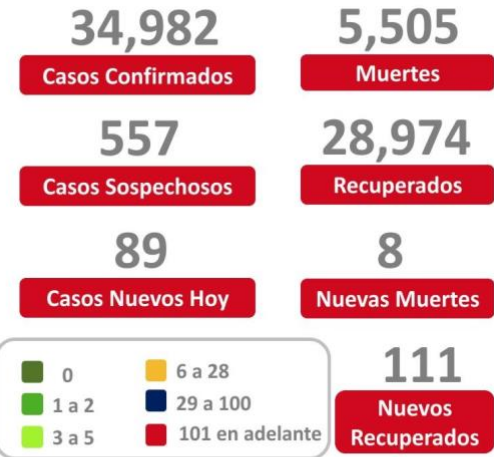 34,982
Casos Confirmados
5,505
Muertes
557
Casos Sospechosos
28,974
Recuperados
89
Casos Nuevos Hoy
8
Nuevas Muertes
0
1 a 2
3 a 5
6 a 28
29 a 100
101 en adelante
111
Nuevos
Recuperados